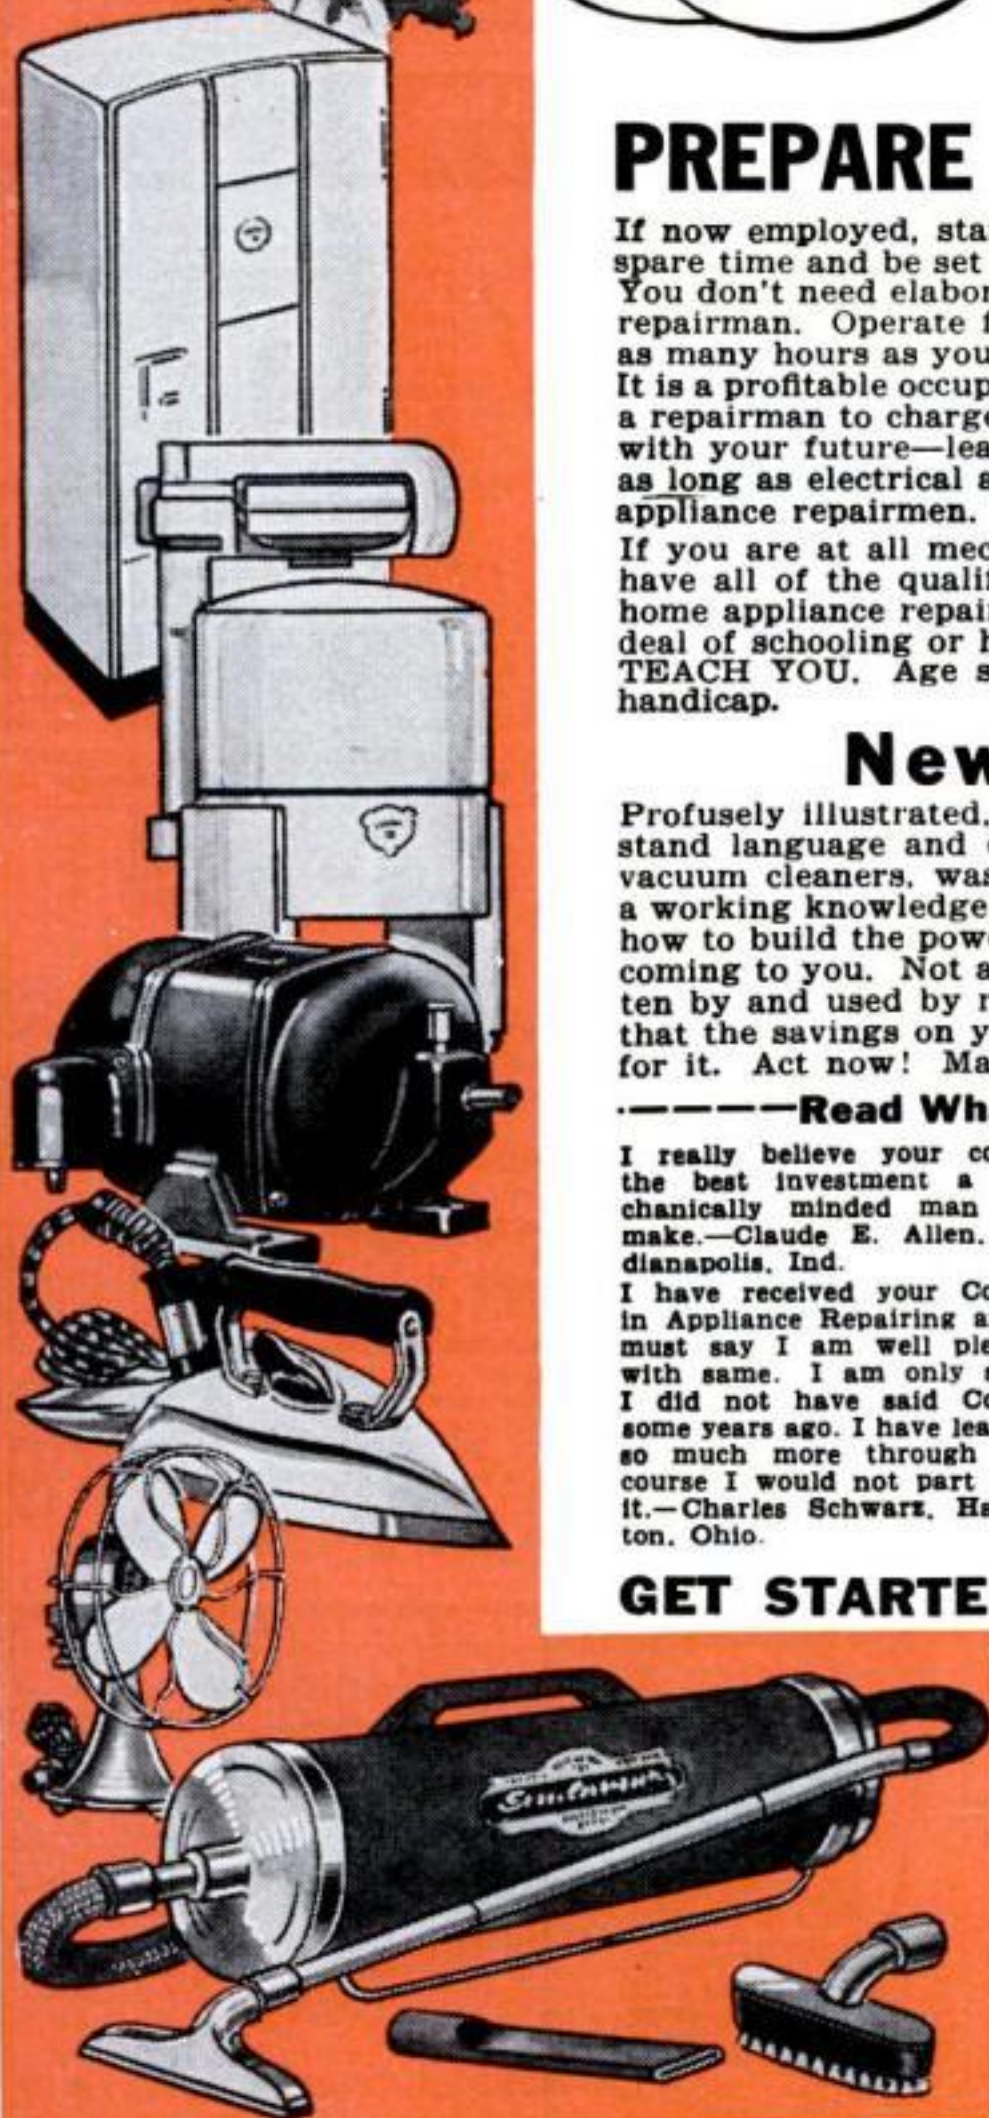 PREPARE
If now employed, sta
spare time and be set
You don't need elabor
repairman. Operate f
as many hours as you
It is a profitable occup
a repairman to charge
with your future—lea
as long as electrical a
appliance repairmen.
If you are at all mec
have all of the qualif
home appliance repai
deal of schooling or h
TEACH YOU. Age s
handicap.
New
Profusely illustrated,
stand language and
vacuum cleaners, was
a working knowledge
how to build the powe
coming to you. Not a
ten by and used by
that the savings on y
for it. Act now! Ma
Read Wh
I really believe your co
the best investment a
chanically minded man
make.—Claude E. Allen,
dianapolis, Ind.
I have received your Co
in Appliance Repairing a
must say I am well ple
with same. I am only s
I did not have said Co
some years ago. I have lea
so much more through
course I would not part
it.—Charles Schwarz, Ha
ton, Ohio.
GET STARTE